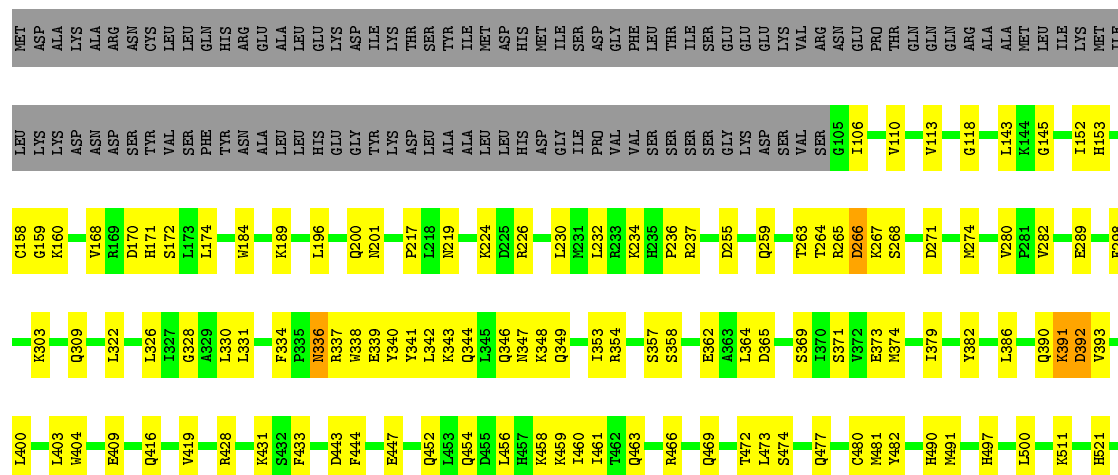 MET ASP ALA LYS ALA ARG ASN CYS LEU LEU GLN HIS ARG GLU ALA LEU GLU LYS ASP ILE LYS THR SER TYR ILE MET ASP HIS MET ILE SER ASP GLY PHE LEU THR ILE SER GLU GLU GLU LYS VAL ARG ASN GLU PRO THR GLN GLN GLN ARG ALA ALA MET LEU ILE LYS MET ILE
LEU LYS LYS ASP ASN ASP SER TYR VAL SER PHE TYR ASN ALA LEU LEU HIS GLU GLY TYR LYS ASP LEU ALA ALA LEU LEU HIS ASP GLY ILE PRO VAL VAL SER SER SER SER GLY LYS ASP SER VAL SER G105 I106 V110 V113 G118 L143 K144 G145 I152 H153
C158 G159 K160 V168 R169 D170 H171 S172 L173 L174 W184 K189 L196 Q200 N201 P217 L218 N219 K224 D225 R226 L230 M231 L232 R233 K234 H235 P236 R237 D255 Q259 T263 T264 R265 D266 K267 S268 D271 M274 V280 P281 V282 E289
K303 Q309 L322 L326 I327 G328 A329 L330 L331 F334 P335 N336 R337 W338 E339 Y340 Y341 L342 K343 Q344 L345 Q346 N347 K348 Q349 I353 R354 S357 S358 E362 A363 L364 D365 S369 I370 S371 V372 E373 M374 I379 Y382 L386 Q390 K391 D392 V393
L400 L403 W404 E409 Q416 V419 R428 K431 S432 F433 D443 F444 E447 Q452 L453 Q454 D455 L456 H457 K458 K459 I460 I461 T462 Q463 R466 Q469 T472 L473 S474 Q477 C480 M481 Y482 H490 M491 H497 L500 K511 H521